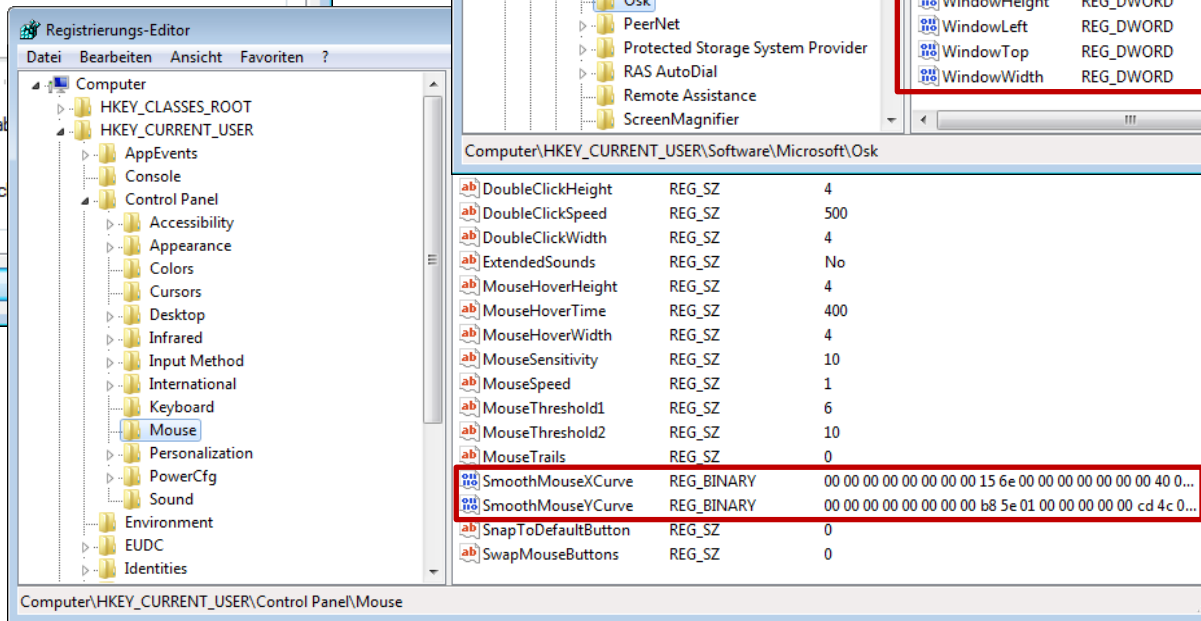 Osk
PeerNet
Protected Storage System Provider
RAS AutoDial
Remote Assistance
ScreenMagnifier
WindowHeight REG_DWORD
WindowLeft REG_DWORD
WindowTop REG_DWORD
WindowWidth REG_DWORD
Computer\HKEY_CURRENT_USER\Software\Microsoft\Osk
Registrierungs-Editor
Datei Bearbeiten Ansicht Favoriten ?
Computer
HKEY_CLASSES_ROOT
HKEY_CURRENT_USER
AppEvents
Console
Control Panel
Accessibility
Appearance
Colors
Cursors
Desktop
Infrared
Input Method
International
Keyboard
Mouse
Personalization
PowerCfg
Sound
Environment
EUDC
Identities
DoubleClickHeight REG_SZ 4
DoubleClickSpeed REG_SZ 500
DoubleClickWidth REG_SZ 4
ExtendedSounds REG_SZ No
MouseHoverHeight REG_SZ 4
MouseHoverTime REG_SZ 400
MouseHoverWidth REG_SZ 4
MouseSensitivity REG_SZ 10
MouseSpeed REG_SZ 1
MouseThreshold1 REG_SZ 6
MouseThreshold2 REG_SZ 10
MouseTrails REG_SZ 0
SmoothMouseXCurve REG_BINARY 00 00 00 00 00 00 00 00 15 6e 00 00 00 00 00 00 00 40 0...
SmoothMouseYCurve REG_BINARY 00 00 00 00 00 00 00 00 b8 5e 01 00 00 00 00 00 cd 4c 0...
SnapToDefaultButton REG_SZ 0
SwapMouseButtons REG_SZ 0
Computer\HKEY_CURRENT_USER\Control Panel\Mouse